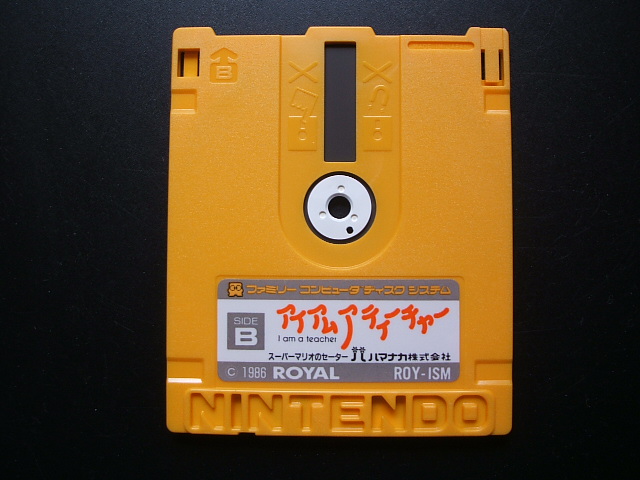 B
ファミリー コンピュータ ディスク システム
SIDE
B
アイアム ア ティーチャー
I am a teacher
スーパーマリオのセーター ハマナカ株式会社
C 1986 ROYAL ROY-ISM
NINTENDO